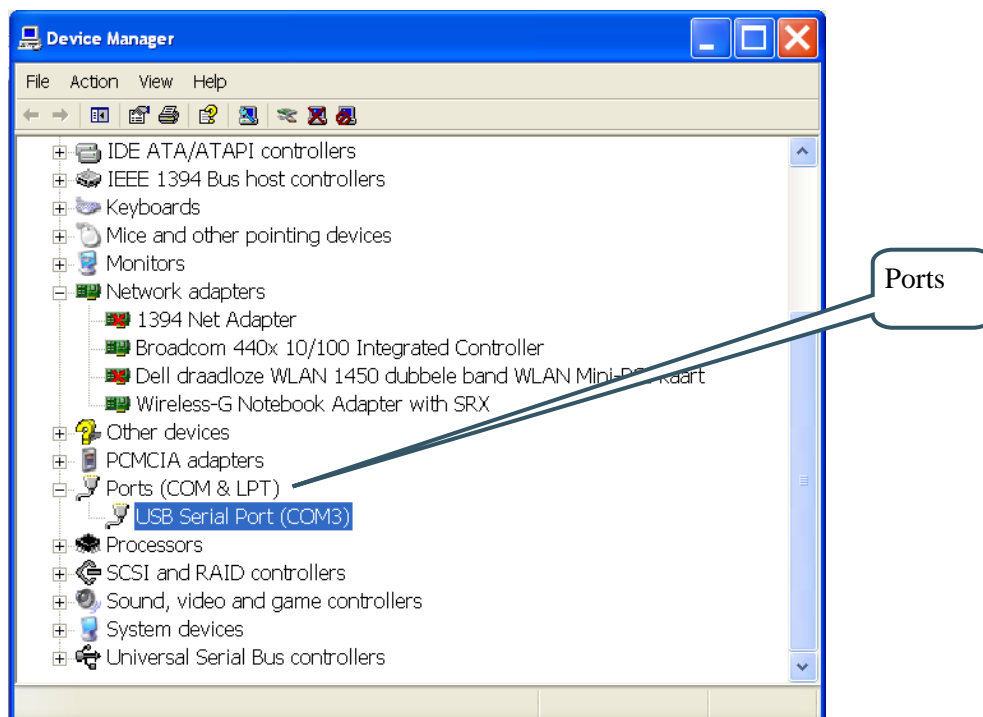 Device Manager
File Action View Help
IDE ATA/ATAPI controllers
IEEE 1394 Bus host controllers
Keyboards
Mice and other pointing devices
Monitors
Network adapters
1394 Net Adapter
Broadcom 440x 10/100 Integrated Controller
Dell draadloze WLAN 1450 dubbele band WLAN Mini-PCI kaart
Wireless-G Notebook Adapter with SRX
Other devices
PCMCIA adapters
Ports (COM & LPT)
USB Serial Port (COM3)
Processors
SCSI and RAID controllers
Sound, video and game controllers
System devices
Universal Serial Bus controllers
Ports